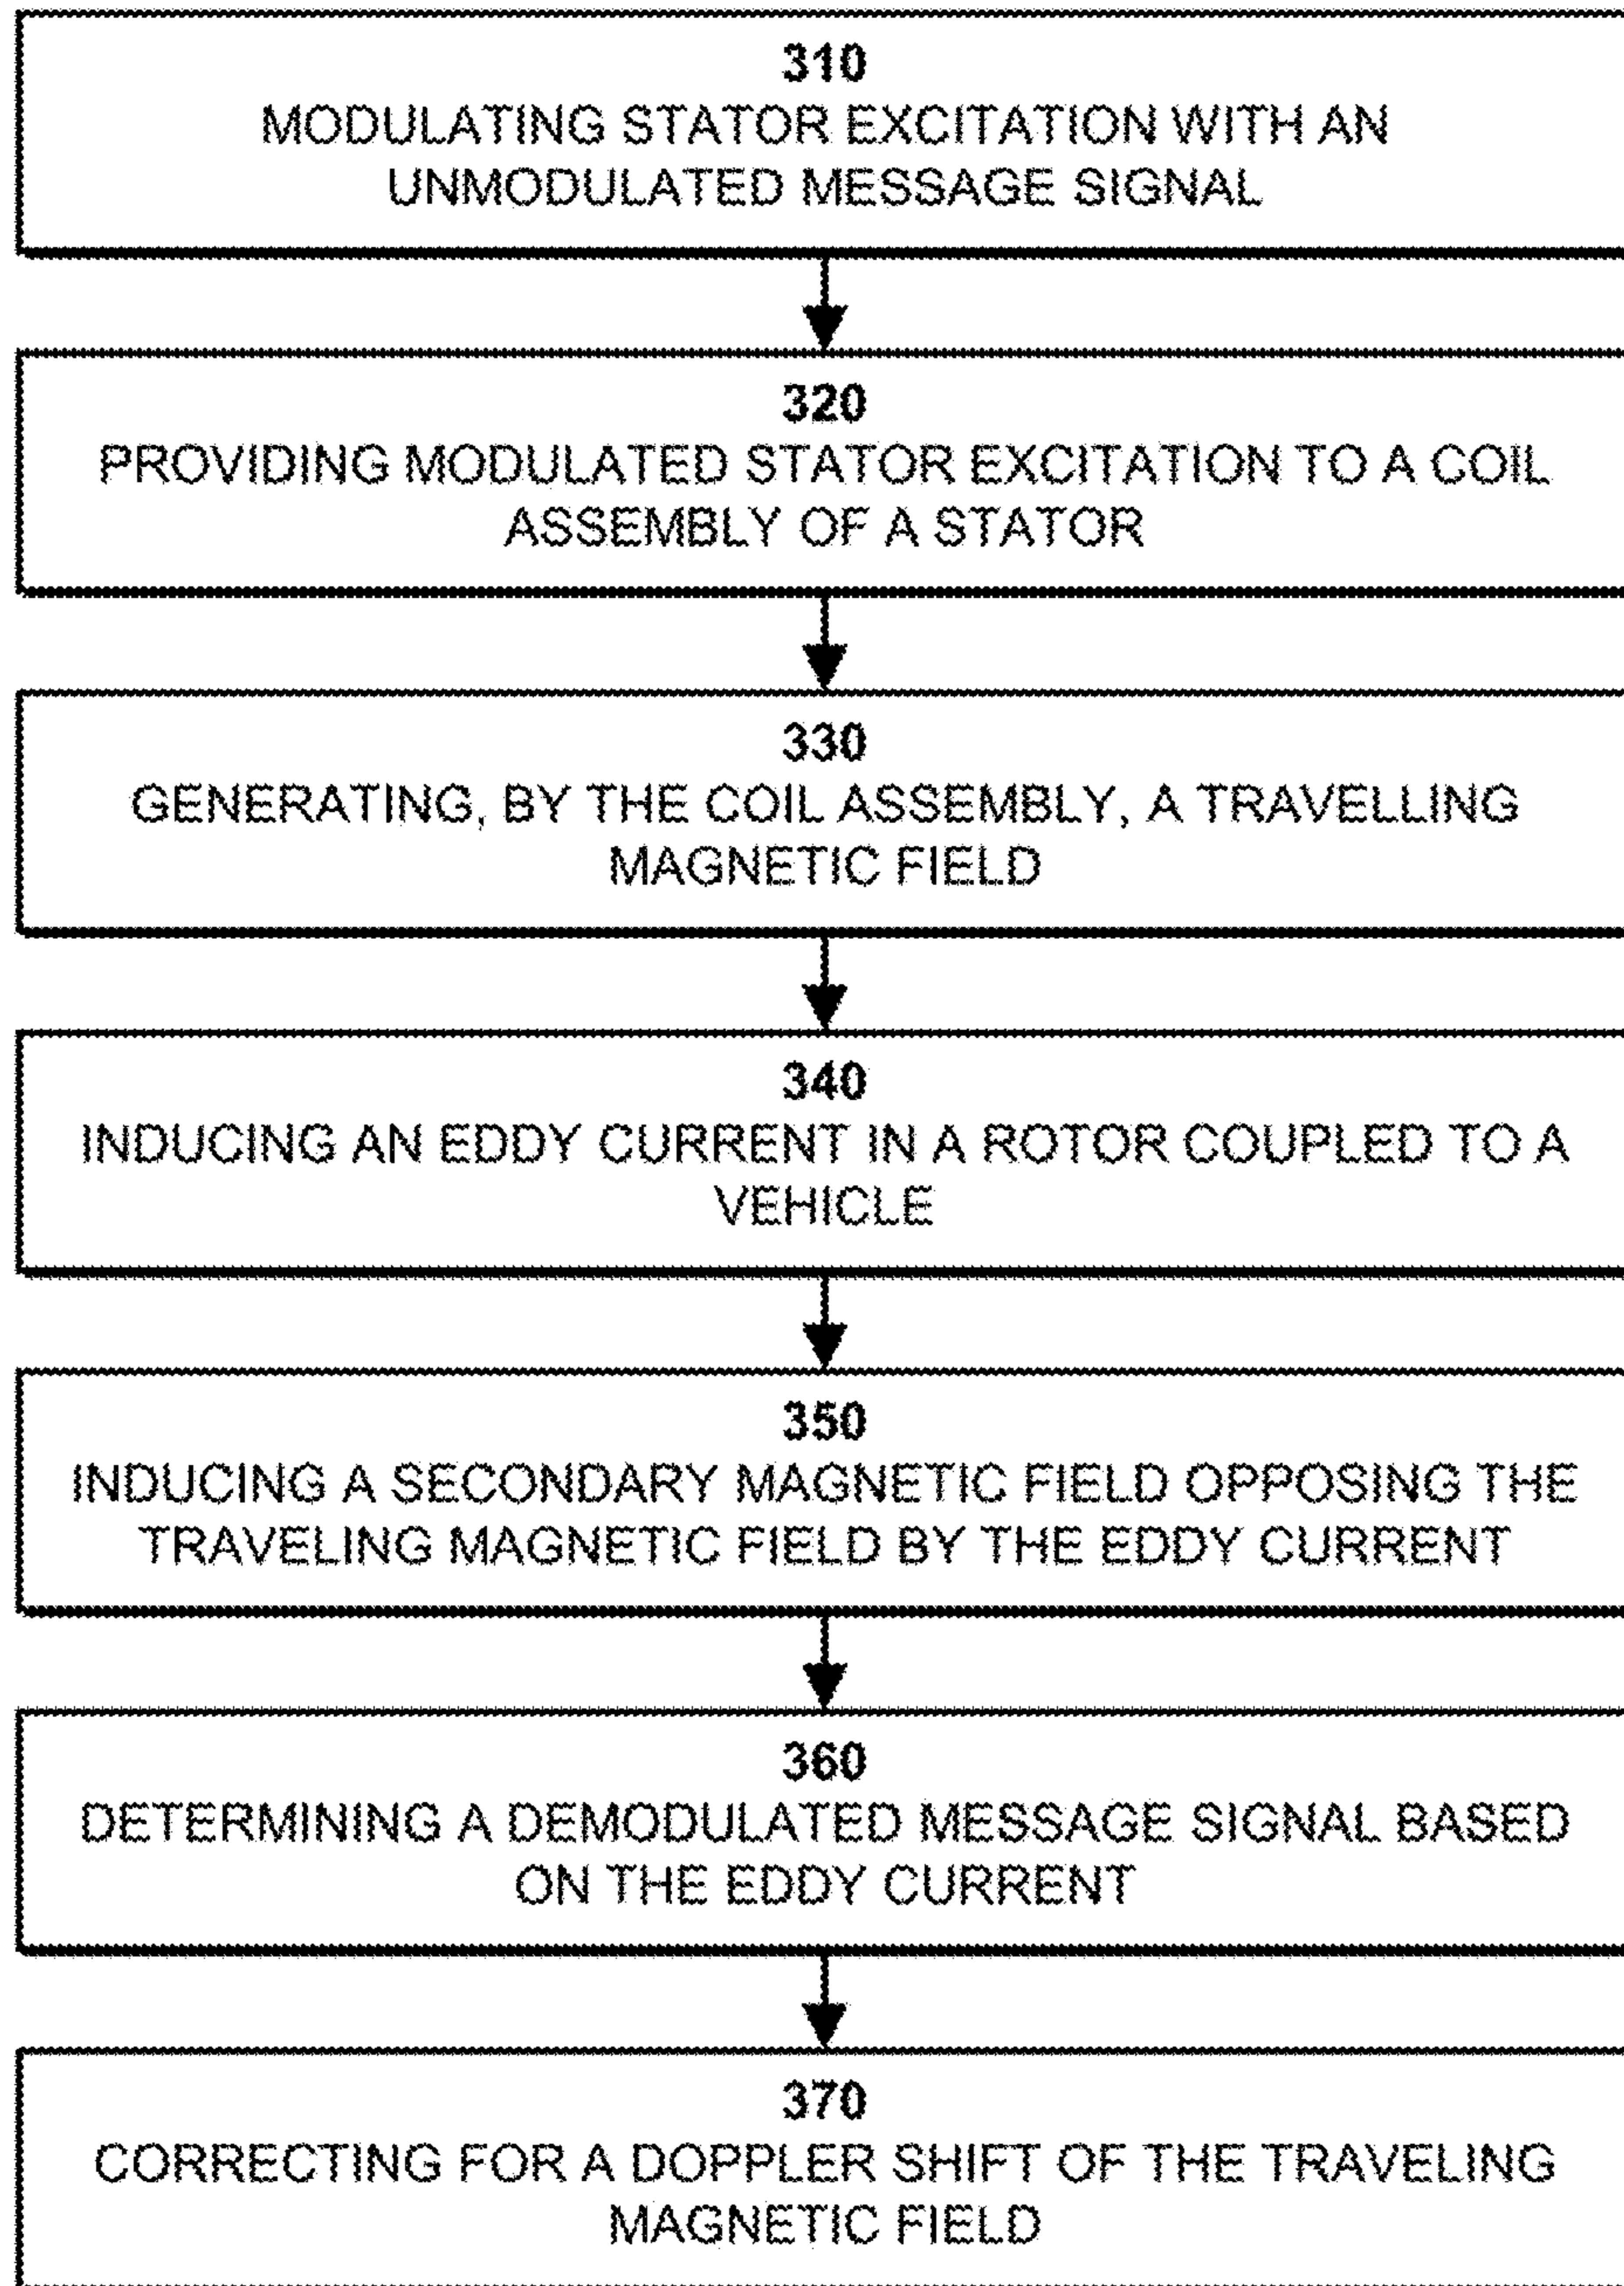 310
MODULATING STATOR EXCITATION WITH AN
UNMODULATED MESSAGE SIGNAL
320
PROVIDING MODULATED STATOR EXCITATION TO A COIL
ASSEMBLY OF A STATOR
330
GENERATING, BY THE COIL ASSEMBLY, A TRAVELLING
MAGNETIC FIELD
340
INDUCING AN EDDY CURRENT IN A ROTOR COUPLED TO A
VEHICLE
350
INDUCING A SECONDARY MAGNETIC FIELD OPPOSING THE
TRAVELING MAGNETIC FIELD BY THE EDDY CURRENT
360
DETERMINING A DEMODULATED MESSAGE SIGNAL BASED
ON THE EDDY CURRENT
370
CORRECTING FOR A DOPPLER SHIFT OF THE TRAVELING
MAGNETIC FIELD